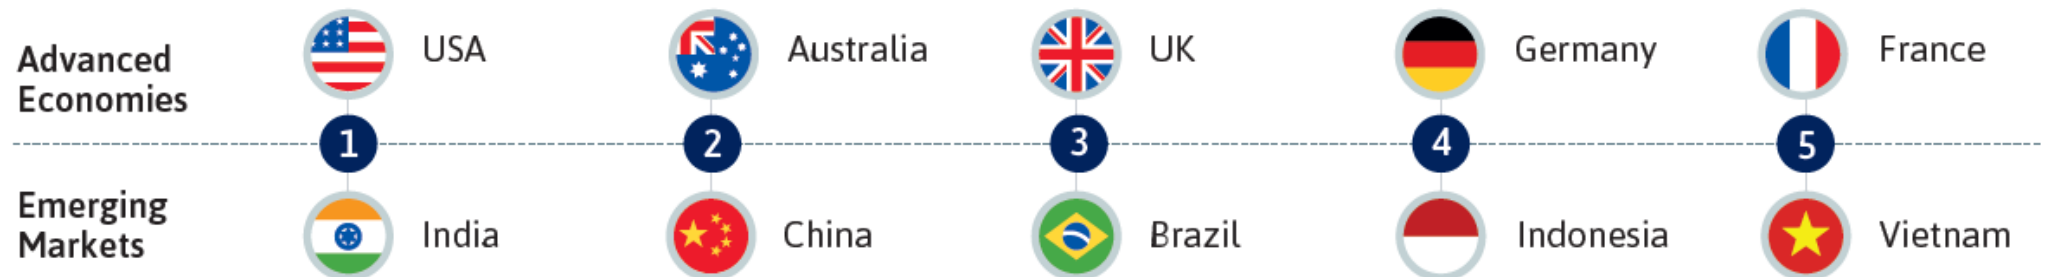 Advanced
Economies
USA
Australia
UK
Germany
France
1
2
3
4
5
Emerging
Markets
India
China
Brazil
Indonesia
Vietnam